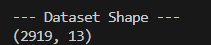 --- Dataset Shape ---
(2919, 13)